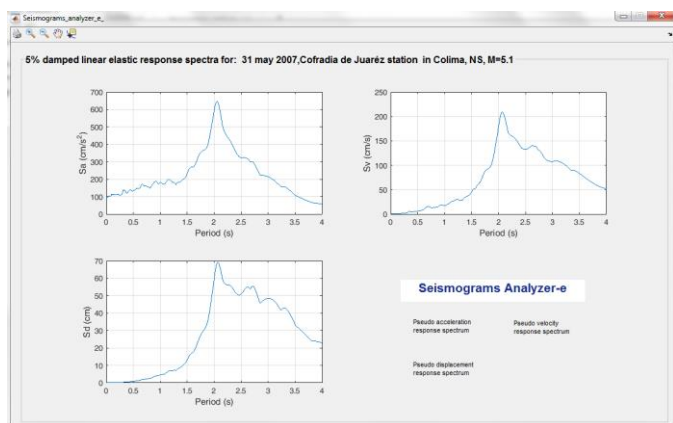 Seismograms_analyzer_e_
5% damped linear elastic response spectra for: 31 may 2007,Cofradia de Juaréz station in Colima, NS, M=5.1
700
600
500
400
300
200
100
0
Sa (cm/s²)
0 0.5 1 1.5 2 2.5 3 3.5 4
Period (s)
250
200
150
100
50
0
Sv (cm/s)
0 0.5 1 1.5 2 2.5 3 3.5 4
Period (s)
70
60
50
40
30
20
10
0
Sd (cm)
0 0.5 1 1.5 2 2.5 3 3.5 4
Period (s)
Seismograms Analyzer-e
Pseudo acceleration
response spectrum
Pseudo velocity
response spectrum
Pseudo displacement
response spectrum